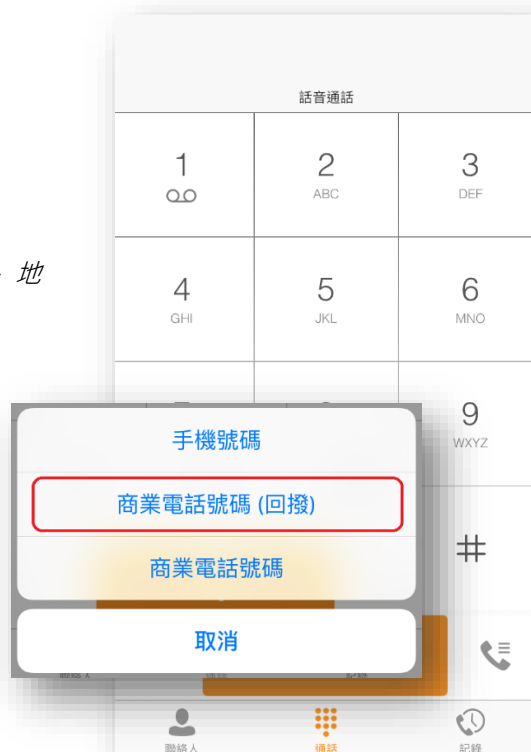 話音通話
1
2
ABC
3
DEF
、地
4
GHI
5
JKL
6
MNO
9
WXYZ
手機號碼
商業電話號碼 (回撥)
#
商業電話號碼
取消
聯絡人
通話
記錄